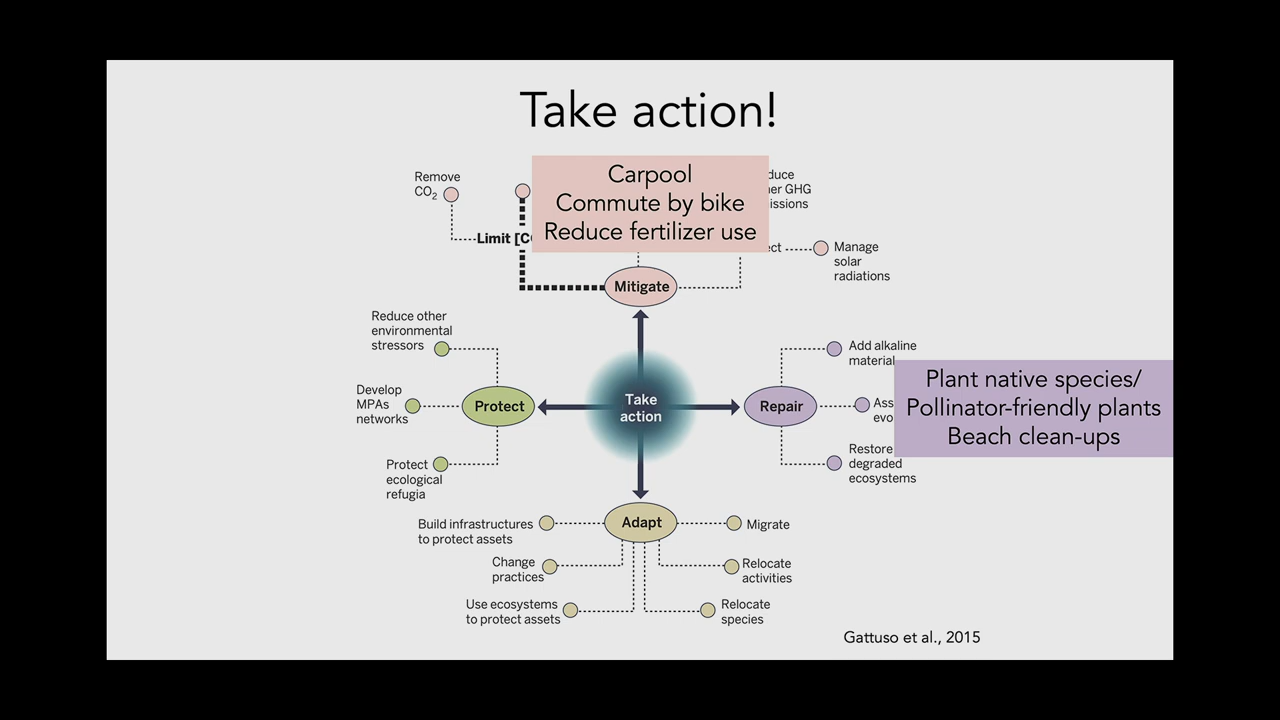 Take action!
Remove
CO₂
Carpool
Commute by bike
Reduce fertilizer use
GHG
Limit
Manage
solar
radiations
Mitigate
Reduce other
environmental
stressors
Add alkaline
material
Develop
MPAs
networks
Protect
Take
action
Repair
Plant native species/
Pollinator-friendly plants
Beach clean-ups
Protect
ecological
refugia
Restore
degraded
ecosystems
Build infrastructures
to protect assets
Adapt
Migrate
Change
practices
Relocate
activities
Use ecosystems
to protect assets
Relocate
species
Gattuso et al., 2015